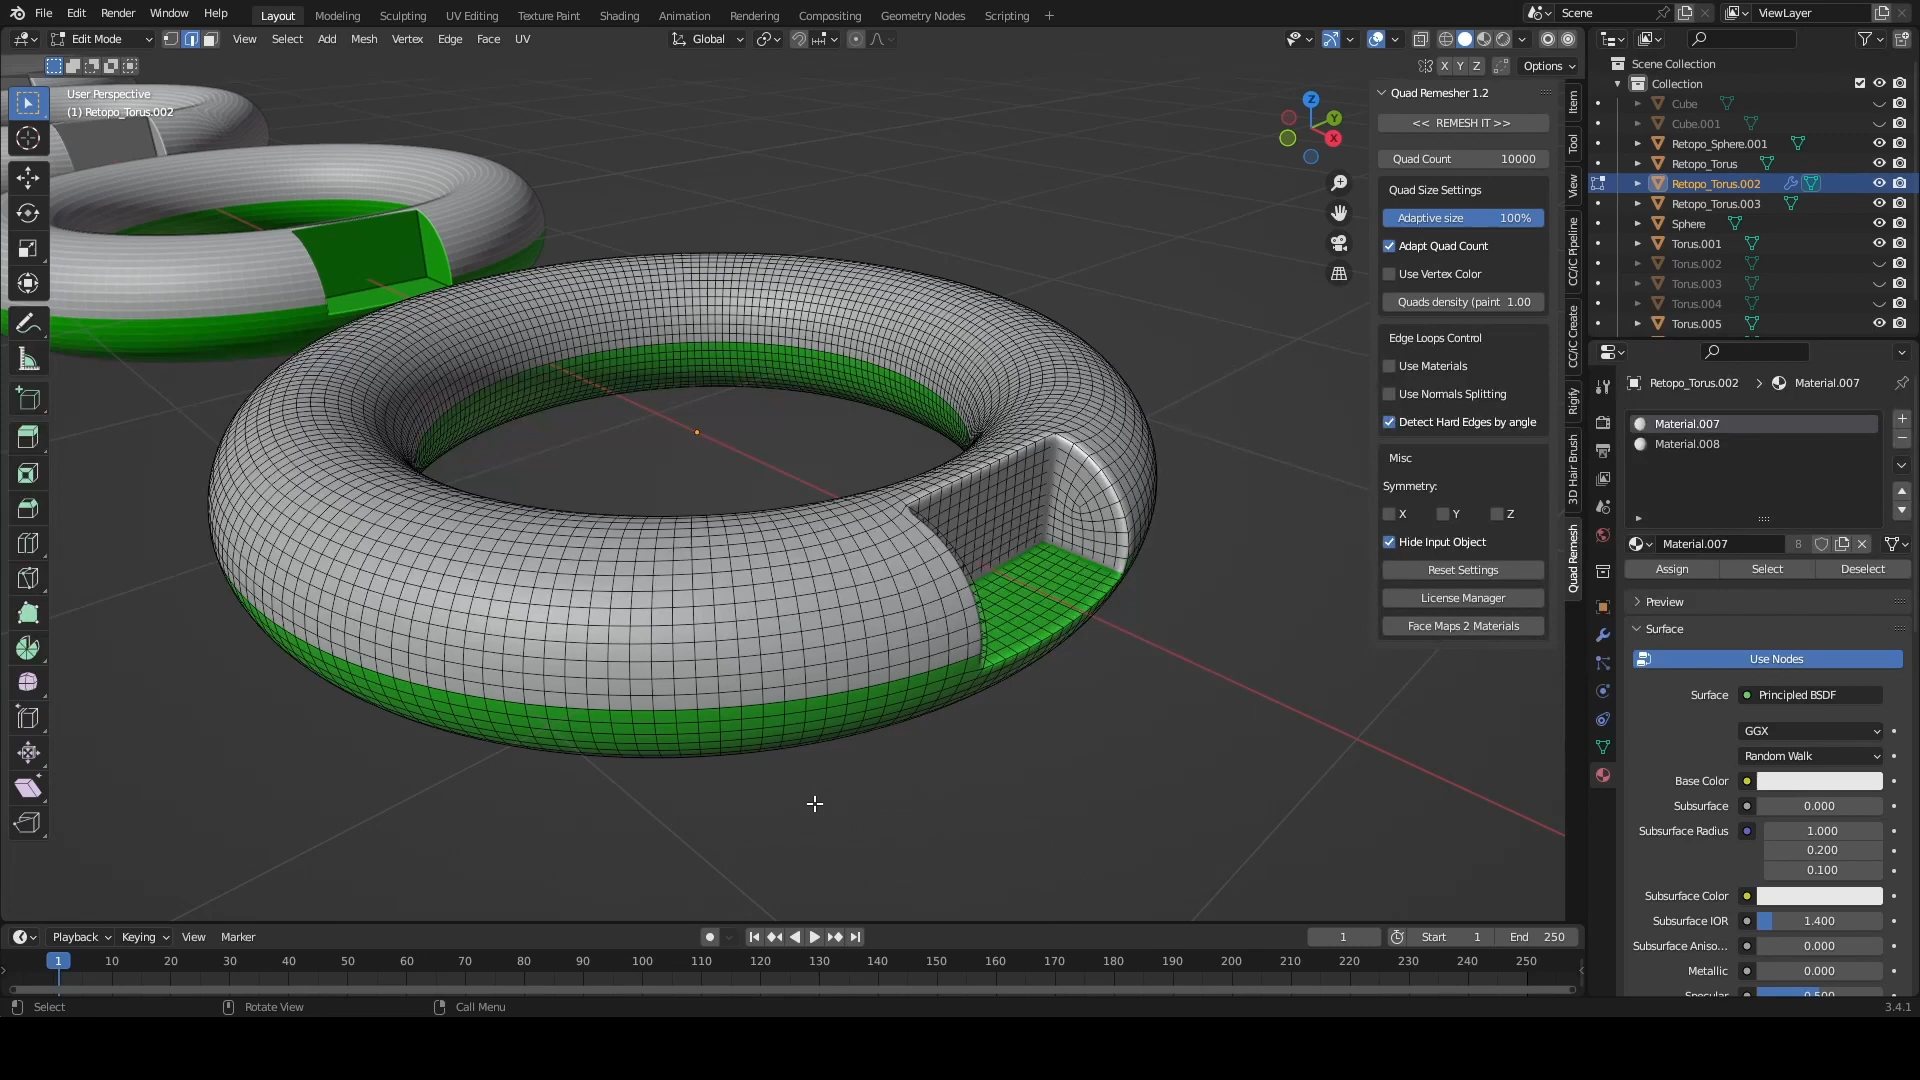 File Edit Render Window Help Layout Modeling Sculpting UV Editing Texture Paint Shading Animation Rendering Compositing Geometry Nodes Scripting + Scene ViewLayer
Edit Mode View Select Add Mesh Vertex Edge Face UV Global
X Y Z Options
User Perspective
(1) Retopo_Torus.002
Z
Y
X
Quad Remesher 1.2
<< REMESH IT >>
Quad Count 10000
Quad Size Settings
Adaptive size 100%
Adapt Quad Count
Use Vertex Color
Quads density (paint 1.00
Edge Loops Control
Use Materials
Use Normals Splitting
Detect Hard Edges by angle
Misc
Symmetry:
X Y Z
Hide Input Object
Reset Settings
License Manager
Face Maps 2 Materials
Item
Tool
View
CC/iC Pipeline
CC/iC Create
Rigify
3D Hair Brush
Quad Remesh
Scene Collection
Collection
Cube
Cube.001
Retopo_Sphere.001
Retopo_Torus
Retopo_Torus.002
Retopo_Torus.003
Sphere
Torus.001
Torus.002
Torus.003
Torus.004
Torus.005
Retopo_Torus.002 > Material.007
Material.007
Material.008
Material.007 8
Assign Select Deselect
Preview
Surface
Use Nodes
Surface Principled BSDF
GGX
Random Walk
Base Color
Subsurface 0.000
Subsurface Radius 1.000
0.200
0.100
Subsurface Color
Subsurface IOR 1.400
Subsurface Aniso... 0.000
Metallic 0.000
Specular 0.500
Playback Keying View Marker 1 Start 1 End 250
1 10 20 30 40 50 60 70 80 90 100 110 120 130 140 150 160 170 180 190 200 210 220 230 240 250
Select Rotate View Call Menu 3.4.1